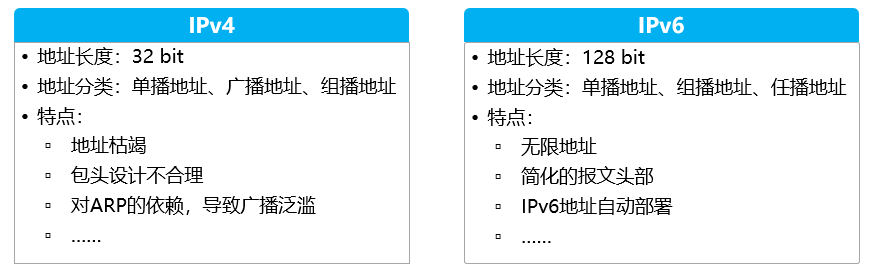 IPv4
• 地址长度：32 bit
• 地址分类：单播地址、广播地址、组播地址
• 特点：
▫ 地址枯竭
▫ 包头设计不合理
▫ 对ARP的依赖，导致广播泛滥
▫ ……
IPv6
• 地址长度：128 bit
• 地址分类：单播地址、组播地址、任播地址
• 特点：
▫ 无限地址
▫ 简化的报文头部
▫ IPv6地址自动部署
▫ ……